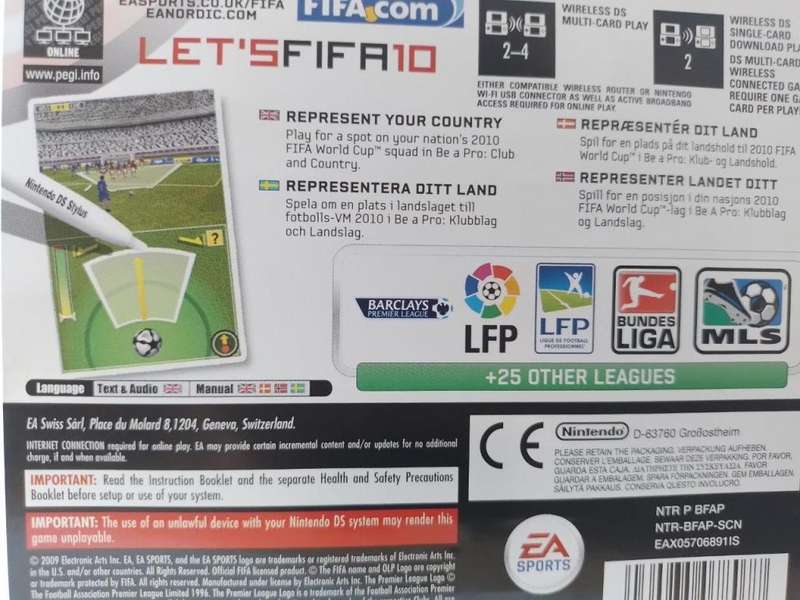 EASPORTS.CO.UK/FIFA
EANORDIC.COM
FIFA.com
ONLINE
www.pegi.info
LET'SFIFA10
WIRELESS DS
MULTI-CARD PLAY
2-4
WIRELESS DS
SINGLE-CARD
DOWNLOAD PLAY
2
DS MULTI-CARD
WIRELESS
CONNECTED GA
REQUIRE ONE GA
CARD PER PLAYE
EITHER COMPATIBLE WIRELESS ROUTER OR NINTENDO
WI-FI USB CONNECTOR AS WELL AS ACTIVE BROADBAND
ACCESS REQUIRED FOR ONLINE PLAY
REPRESENT YOUR COUNTRY
Play for a spot on your nation's 2010
FIFA World Cup™ squad in Be a Pro: Club
and Country.
REPRÆSENTÉR DIT LAND
Spil for en plads på dit landshold til 2010 FIFA
World Cup™ i Be a Pro: Klub- og Landshold.
REPRESENTERA DITT LAND
Spela om en plats i landslaget till
fotbolls-VM 2010 i Be a Pro: Klubblag
och Landslag.
REPRESENTER LANDET DITT
Spill for en posisjon i din nasjons 2010
FIFA World Cup™-lag i Be A Pro: Klubblag
og Landslag.
Nintendo DS Stylus
?
BARCLAYS
PREMIER LEAGUE
LFP
LFP
LIGUE DE FOOTBALL
PROFESSIONNEL
BUNDES
LIGA
MLS
+25 OTHER LEAGUES
Language Text & Audio Manual
EA Swiss Sàrl, Place du Molard 8,1204, Geneva, Switzerland.
INTERNET CONNECTION required for online play. EA may provide certain incremental content and/or updates for no additional
charge, if and when available.
IMPORTANT: Read the Instruction Booklet and the separate Health and Safety Precautions
Booklet before setup or use of your system.
IMPORTANT: The use of an unlawful device with your Nintendo DS system may render this
game unplayable.
© 2009 Electronic Arts Inc. EA, EA SPORTS, and the EA SPORTS logo are trademarks or registered trademarks of Electronic Arts Inc.
in the U.S. and/or other countries. All Rights Reserved. Official FIFA licensed product. © The FIFA name and OLP Logo are copyright
or trademark protected by FIFA. All rights reserved. Manufactured under license by Electronic Arts Inc. The Premier League Logo ©
The Football Association Premier League Limited 1996. The Premier League Logo is a trade mark of the Football Association Premier
CE
Nintendo D-63760 Großostheim
PLEASE RETAIN THE PACKAGING. VERPACKUNG AUFHEBEN.
CONSERVER L'EMBALLAGE. BEWAAR DEZE VERPAKKING. FAVOR
GUARDA ESTA CAJA. ΔΙΑΤΗΡΗΣΤΕ ΤΗΝ ΣΥΣΚΕΥΑΣΙΑ. FAVOR
GUARDAR A EMBALAGEM. SPARA FÖRPACKNINGEN. GEM EMBALLAGEN.
SÄILYTÄ PAKKAUS. CONSERVA QUESTO INVOLUCRO.
EA
SPORTS
NTR P BFAP
NTR-BFAP-SCN
EAX05706891IS